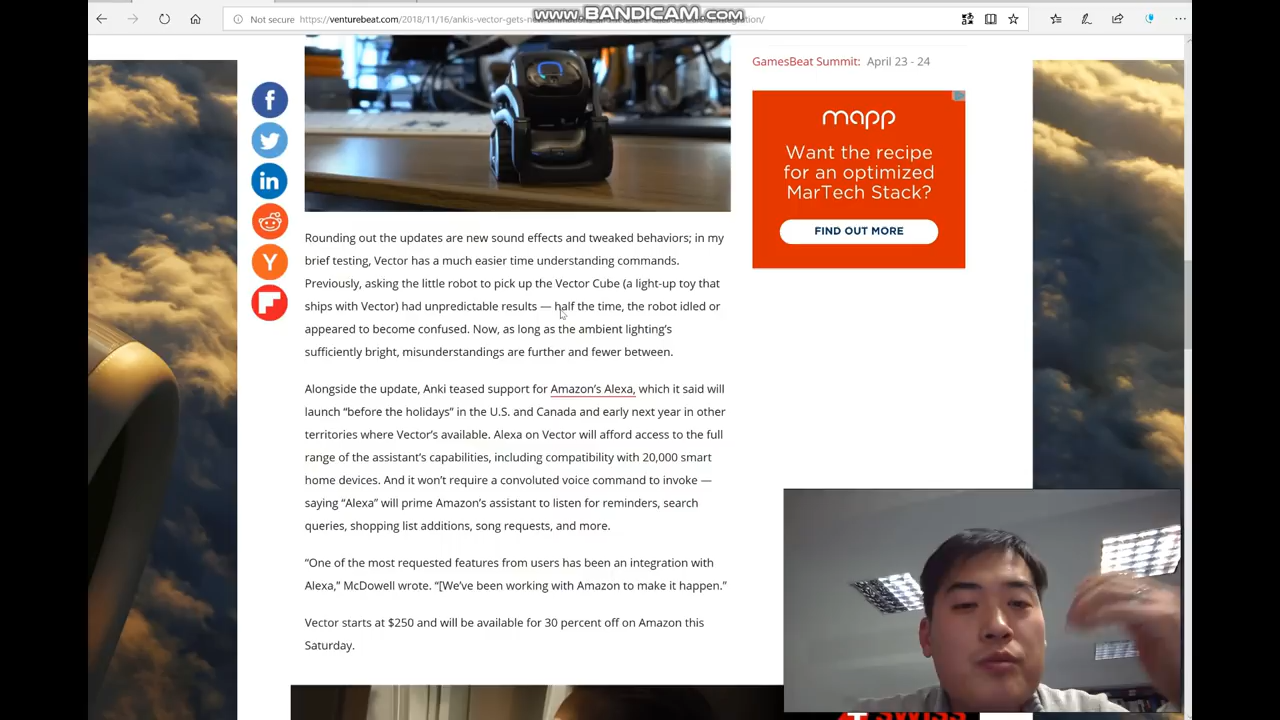 www.BANDICAM.com
Not secure https://venturebeat.com/2018/11/16/ankis-vector-gets-
GamesBeat Summit: April 23 - 24
mapp
Want the recipe
for an optimized
MarTech Stack?
FIND OUT MORE
Rounding out the updates are new sound effects and tweaked behaviors; in my
brief testing, Vector has a much easier time understanding commands.
Previously, asking the little robot to pick up the Vector Cube (a light-up toy that
ships with Vector) had unpredictable results — half the time, the robot idled or
appeared to become confused. Now, as long as the ambient lighting's
sufficiently bright, misunderstandings are further and fewer between.
Alongside the update, Anki teased support for Amazon's Alexa, which it said will
launch “before the holidays” in the U.S. and Canada and early next year in other
territories where Vector's available. Alexa on Vector will afford access to the full
range of the assistant's capabilities, including compatibility with 20,000 smart
home devices. And it won't require a convoluted voice command to invoke —
saying “Alexa” will prime Amazon's assistant to listen for reminders, search
queries, shopping list additions, song requests, and more.
“One of the most requested features from users has been an integration with
Alexa,” McDowell wrote. “[We've been working with Amazon to make it happen.”
Vector starts at $250 and will be available for 30 percent off on Amazon this
Saturday.
SWISS